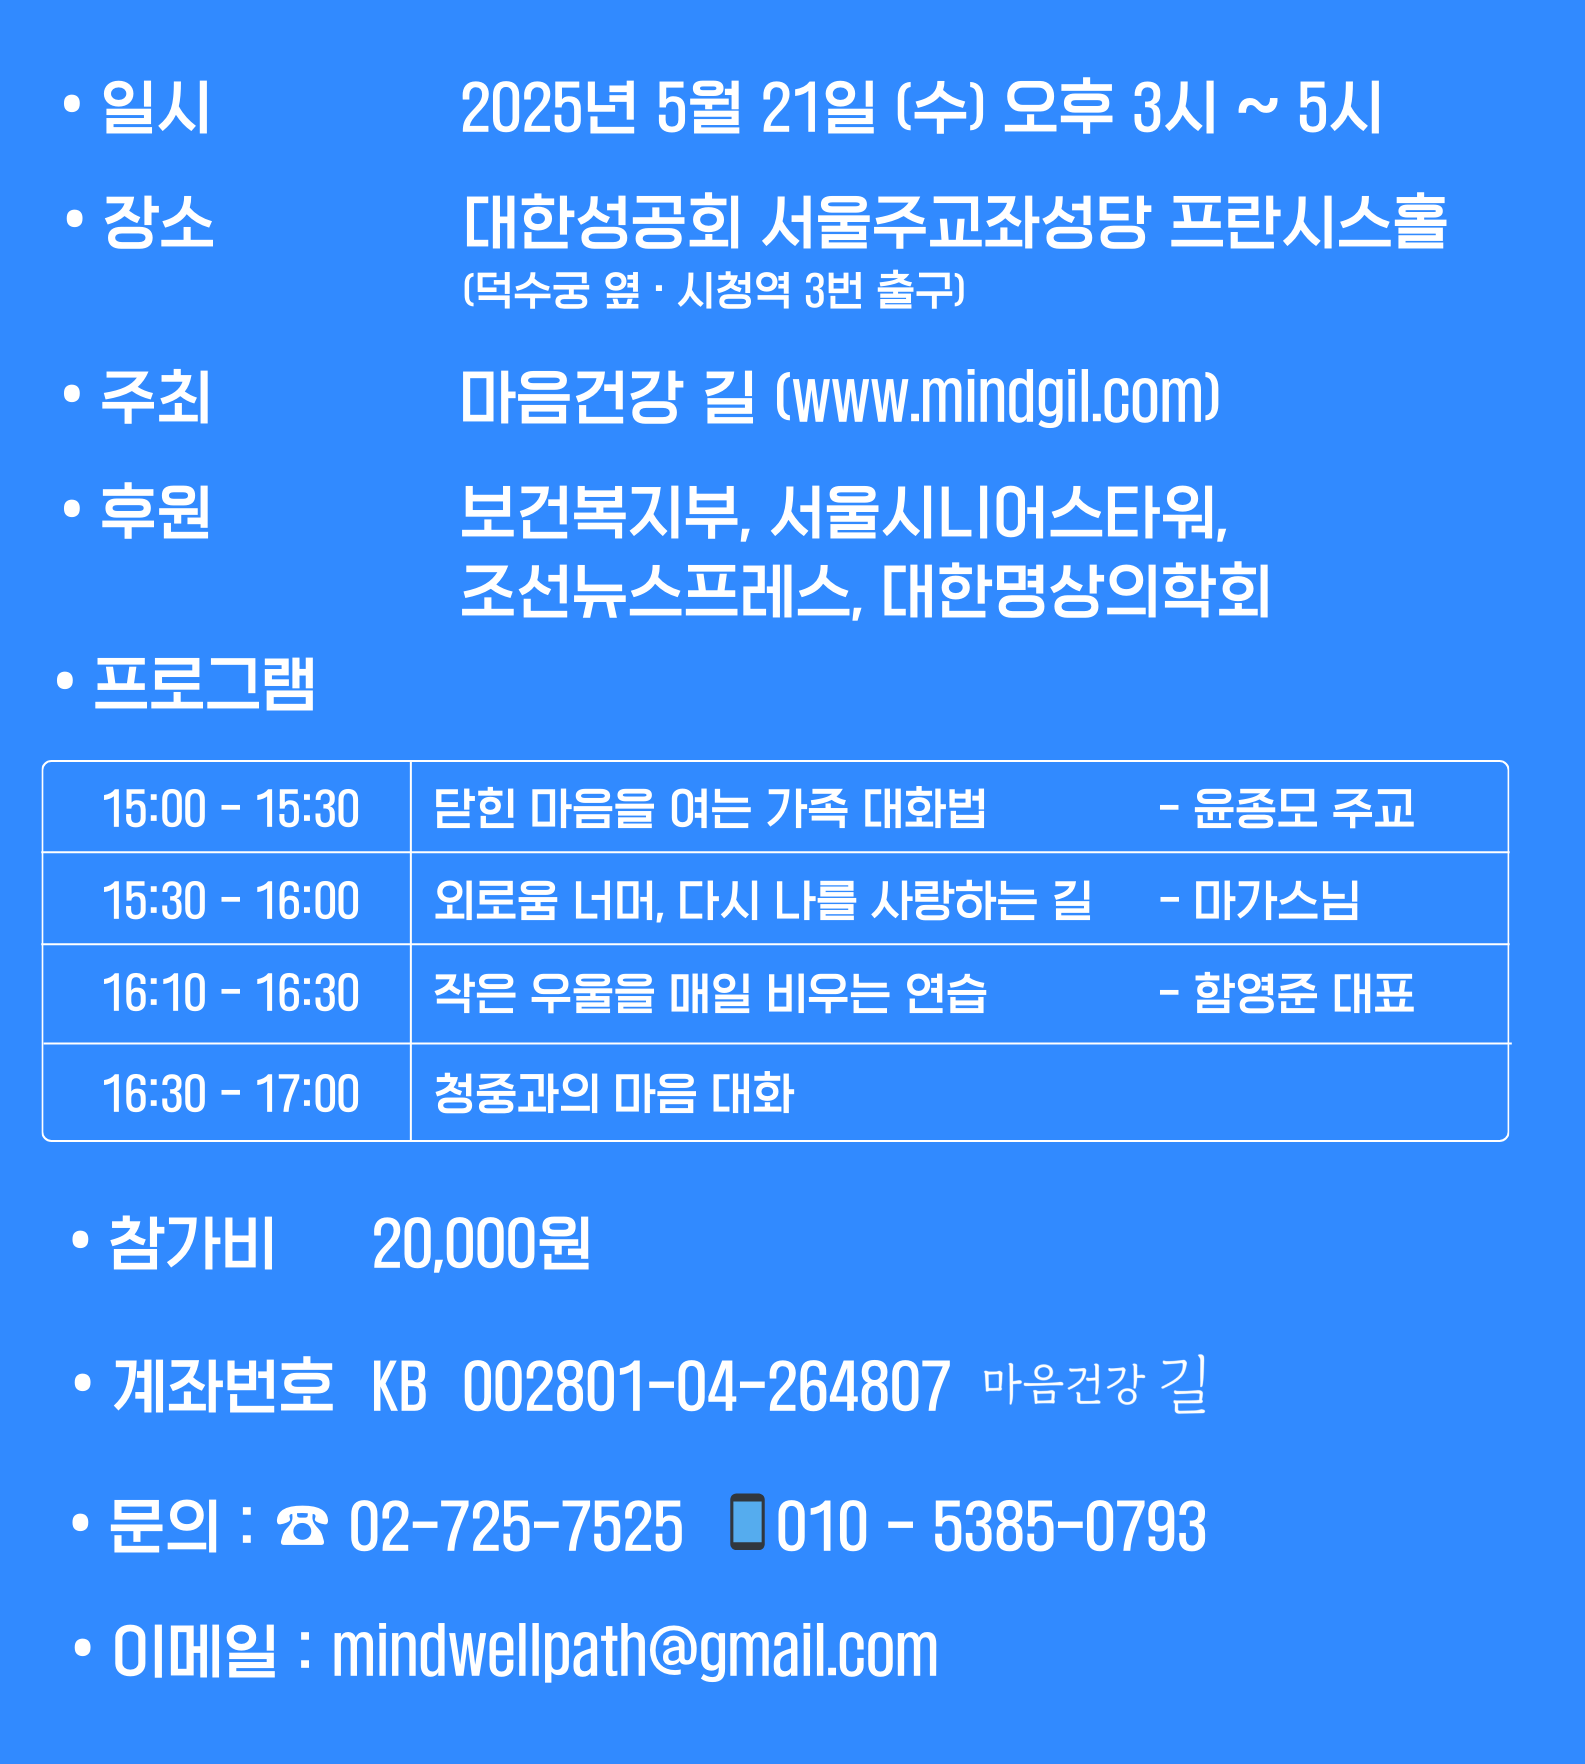 • 일시 2025년 5월 21일 (수) 오후 3시 ~ 5시
• 장소 대한성공회 서울주교좌성당 프란시스홀
(덕수궁 옆 · 시청역 3번 출구)
• 주최 마음건강 길 (www.mindgil.com)
• 후원 보건복지부, 서울시니어스타워,
조선뉴스프레스, 대한명상의학회
• 프로그램
15:00 - 15:30 닫힌 마음을 여는 가족 대화법 - 윤종모 주교
15:30 - 16:00 외로움 너머, 다시 나를 사랑하는 길 - 마가스님
16:10 - 16:30 작은 우울을 매일 비우는 연습 - 함영준 대표
16:30 - 17:00 청중과의 마음 대화
• 참가비 20,000원
• 계좌번호 KB 002801-04-264807 마음건강 길
• 문의 : ☎ 02-725-7525 📱010 - 5385-0793
• 이메일 : mindwellpath@gmail.com